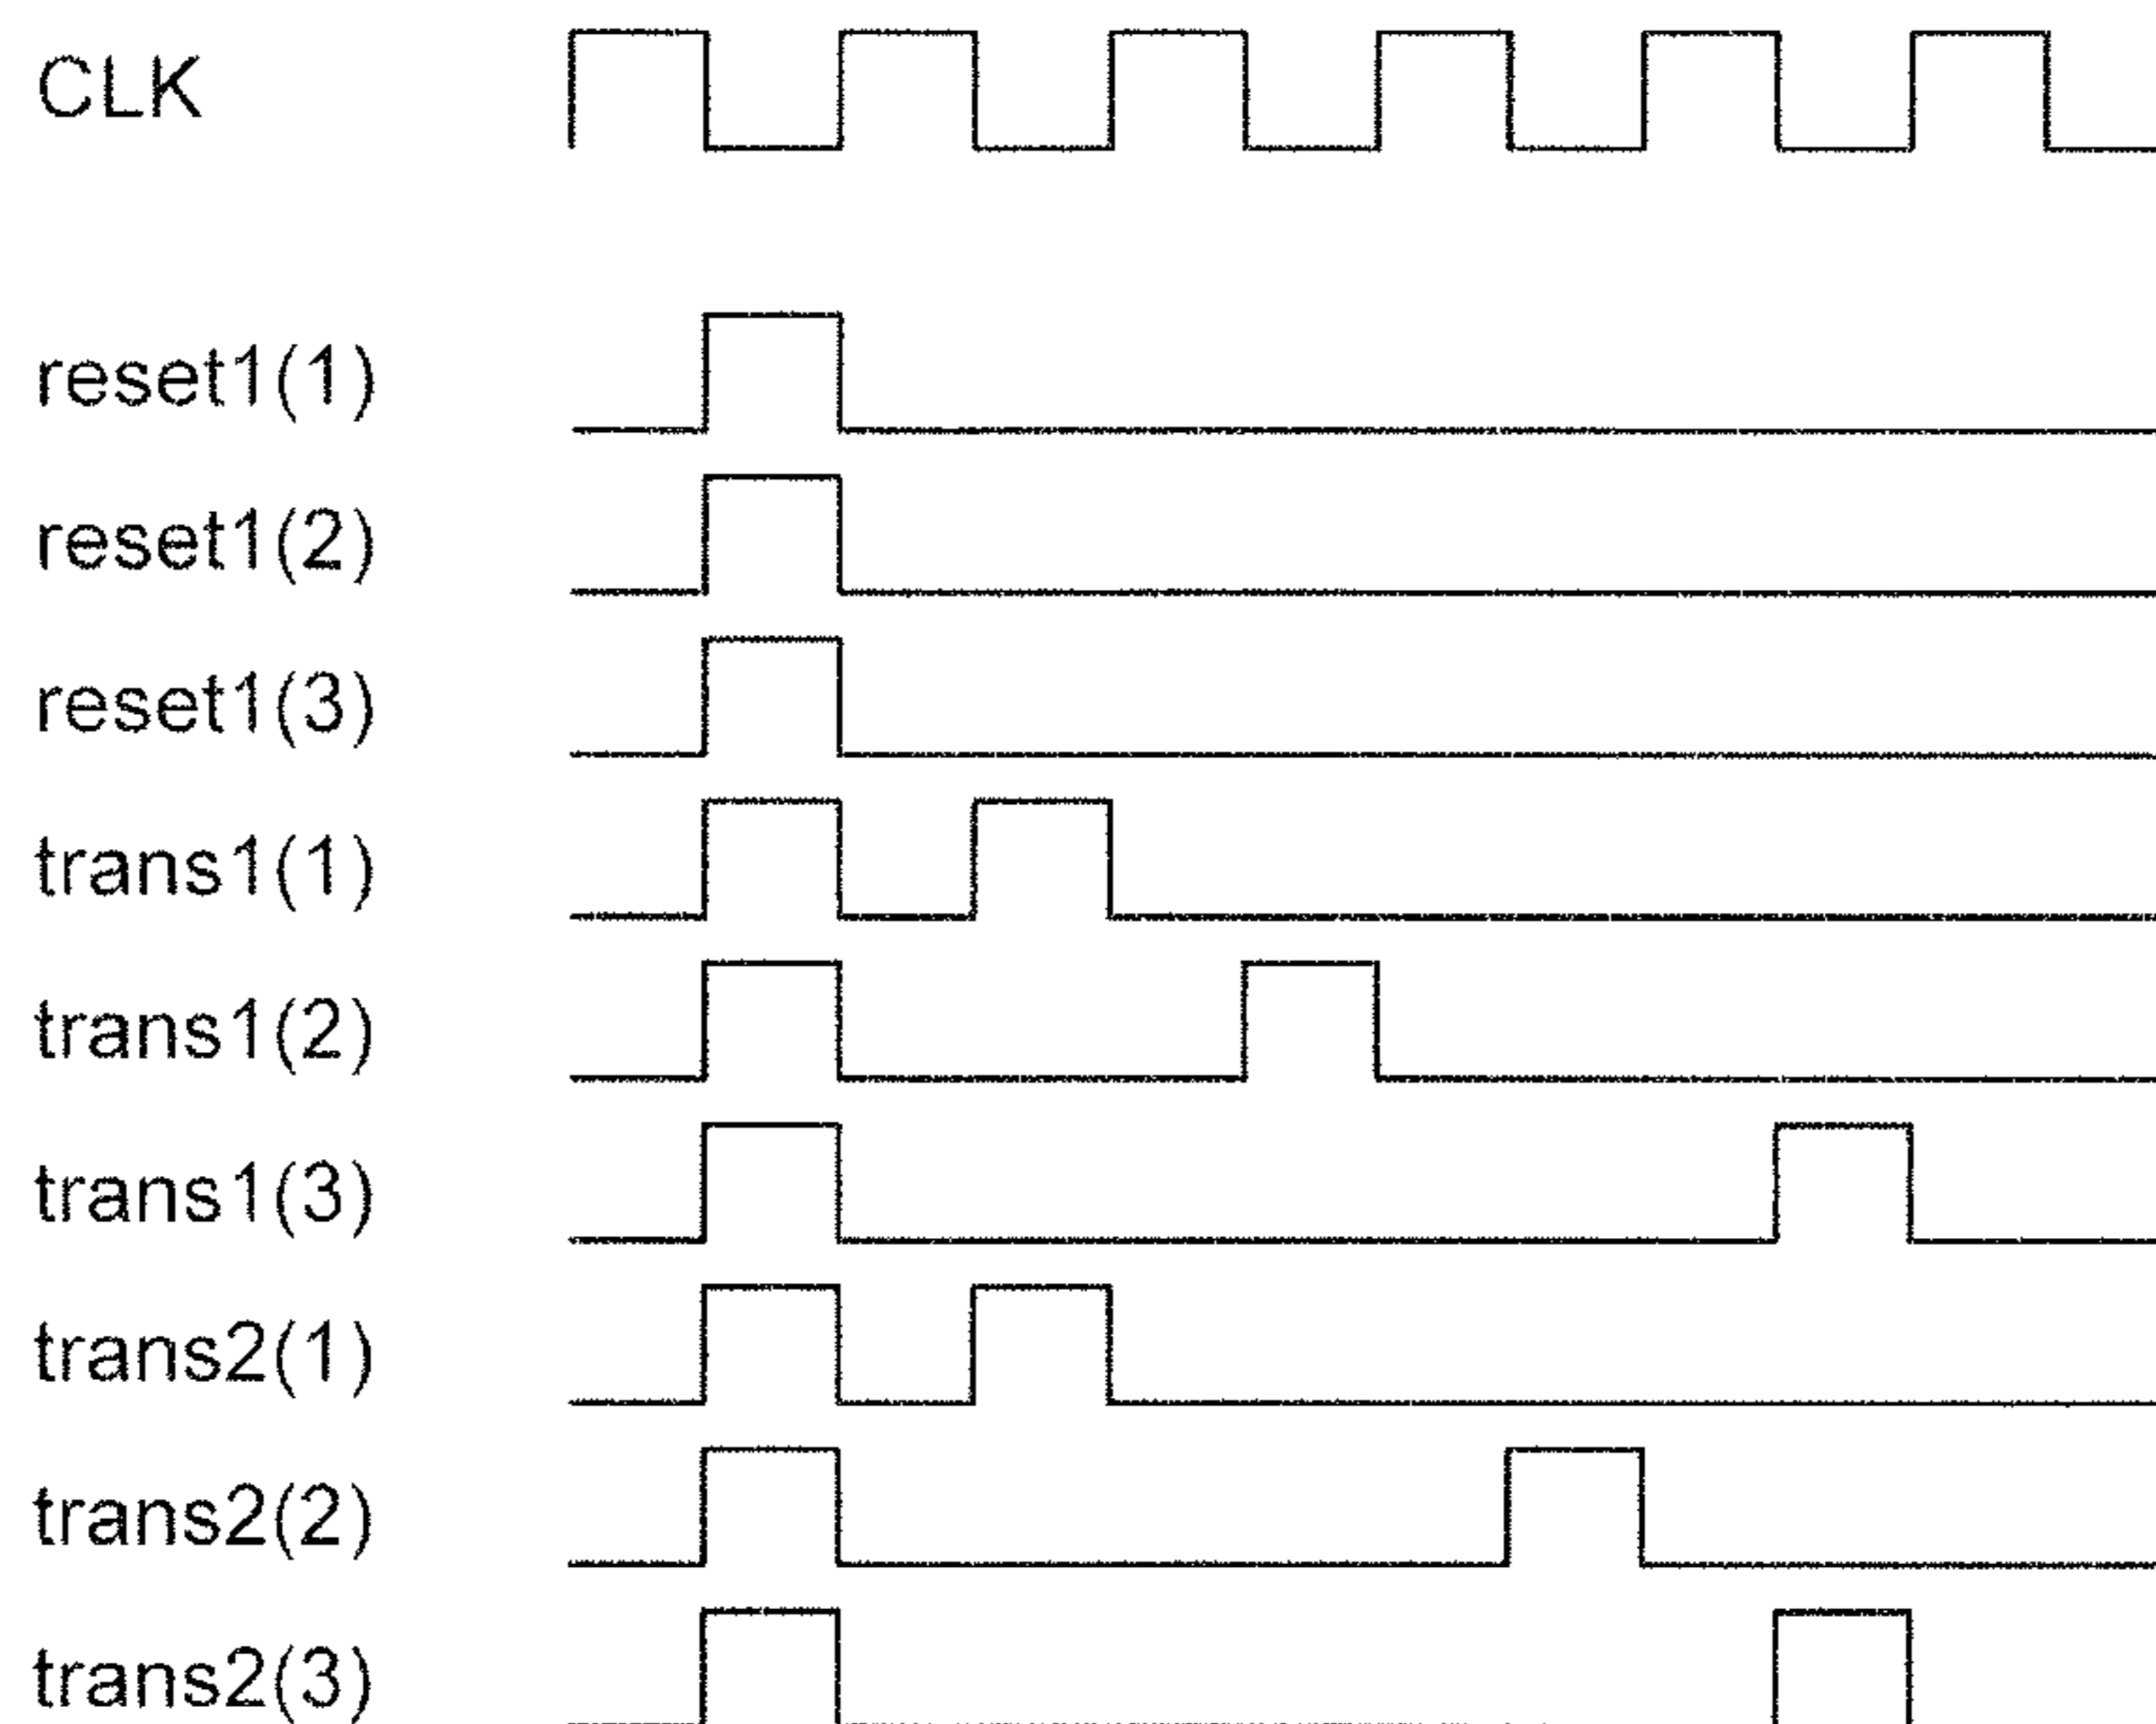 CLK
reset1(1)
reset1(2)
reset1(3)
trans1(1)
trans1(2)
trans1(3)
trans2(1)
trans2(2)
trans2(3)